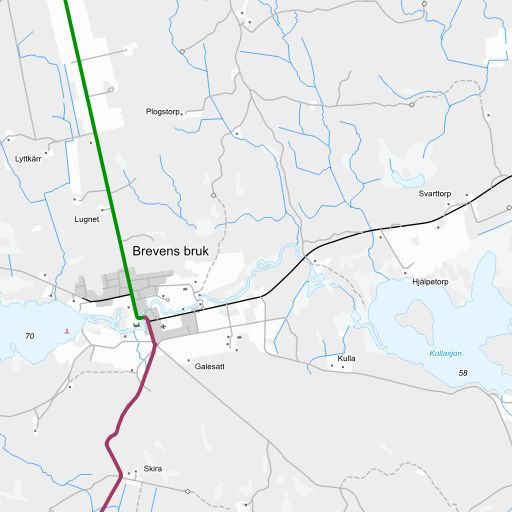 Plogstorp
Lyttkärr
Svarttorp
Lugnet
Brevens bruk
Hjälpetorp
70
Kullasjön
Kulla
Galesatt
58
Skira